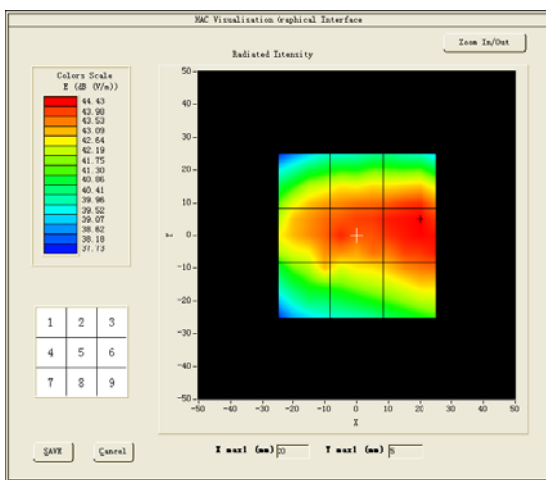 HAC Visualisation Graphical Interface
Zoom In/Out
Radiated Intensity
Colors Scale
E (dB (V/m))
44.43
43.98
43.53
43.09
42.64
42.19
41.75
41.30
40.86
40.41
39.96
39.52
39.07
38.62
38.18
37.73
50
40
30
20
10
0
-10
-20
-30
-40
-50
Y
-50 -40 -30 -20 -10 0 10 20 30 40 50
X
1 2 3
4 5 6
7 8 9
SAVE
Cancel
X max1 (mm) 20
Y max1 (mm) 5